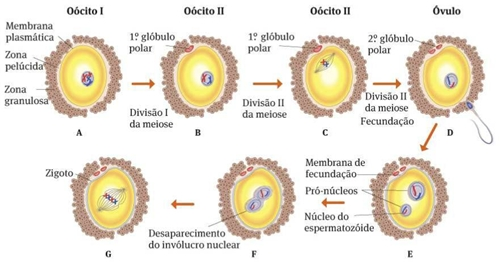 Oócito I
Oócito II
Oócito II
Óvulo
Membrana
plasmática
Zona
pelúcida
Zona
granulosa
1º glóbulo
polar
1º glóbulo
polar
2º glóbulo
polar
Divisão I
da meiose
Divisão II
da meiose
Divisão II
da meiose
Fecundação
A
B
C
D
Zigoto
Desaparecimento
do invólucro nuclear
Membrana de
fecundação
Pró-núcleos
Núcleo do
espermatozóide
G
F
E